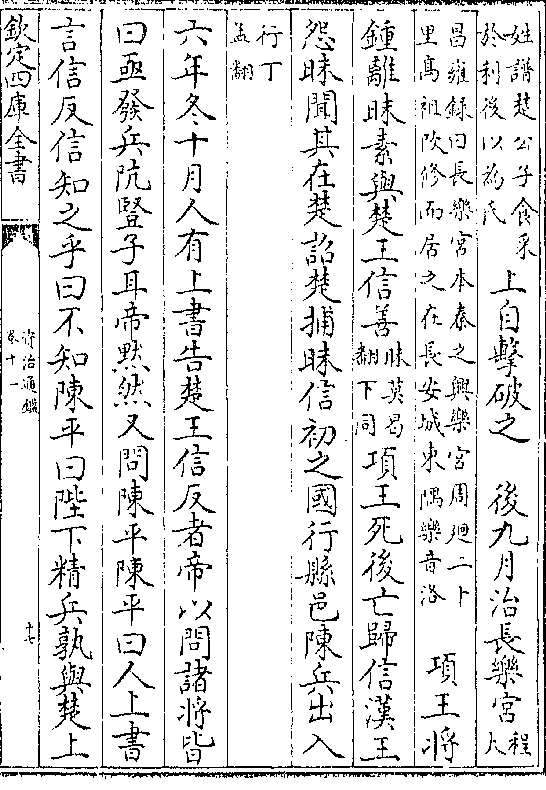 姓譜楚公子食采
於利後以為氏
上自擊破之　後九月治長樂宮
程大
昌雍録曰長樂宮本秦之興樂宮周廻二十
里髙祖改修而居之在長安城東隅樂音洛
項王將
鍾離昧素與楚王信善
昧莫曷
翻下同
項王死後亡歸信漢王
怨昧聞其在楚詔楚捕昧信初之國行縣邑陳兵出入
行丁
孟翻
六年冬十月人有上書告楚王信反者帝以問諸將皆
曰亟發兵阬豎子耳帝黙然又問陳平陳平曰人上書
言信反信知之乎曰不知陳平曰陛下精兵孰與楚上
欽定四庫全書
資治通鑑
卷十一
十七